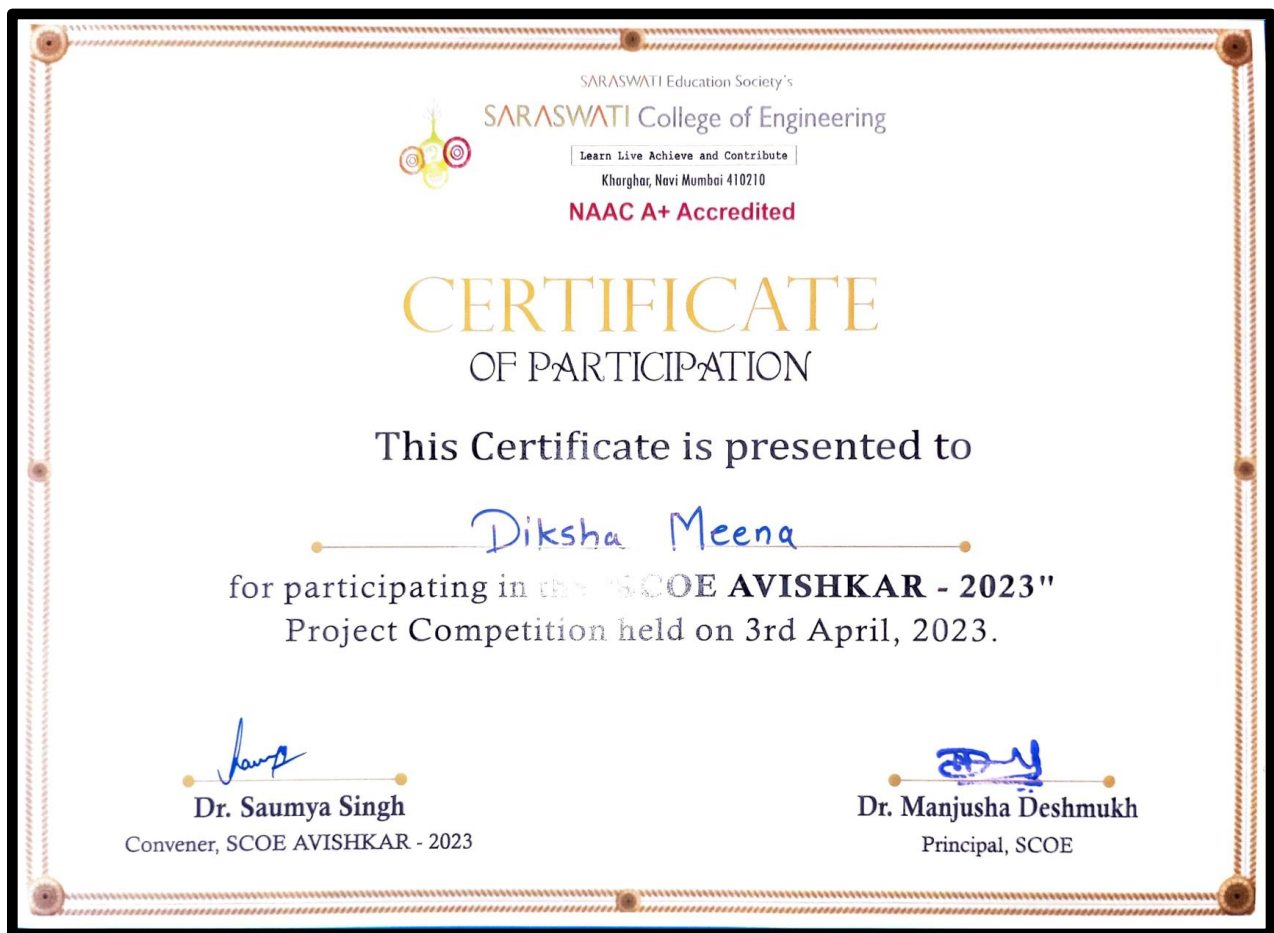 SARASWATI Education Society's
SARASWATI College of Engineering
Learn Live Achieve and Contribute
Kharghar, Navi Mumbai 410210
NAAC A+ Accredited
CERTIFICATE
OF PARTICIPATION
This Certificate is presented to
Diksha Meena
for participating in the "SCOE AVISHKAR - 2023"
Project Competition held on 3rd April, 2023.
Dr. Saumya Singh
Convener, SCOE AVISHKAR - 2023
Dr. Manjusha Deshmukh
Principal, SCOE